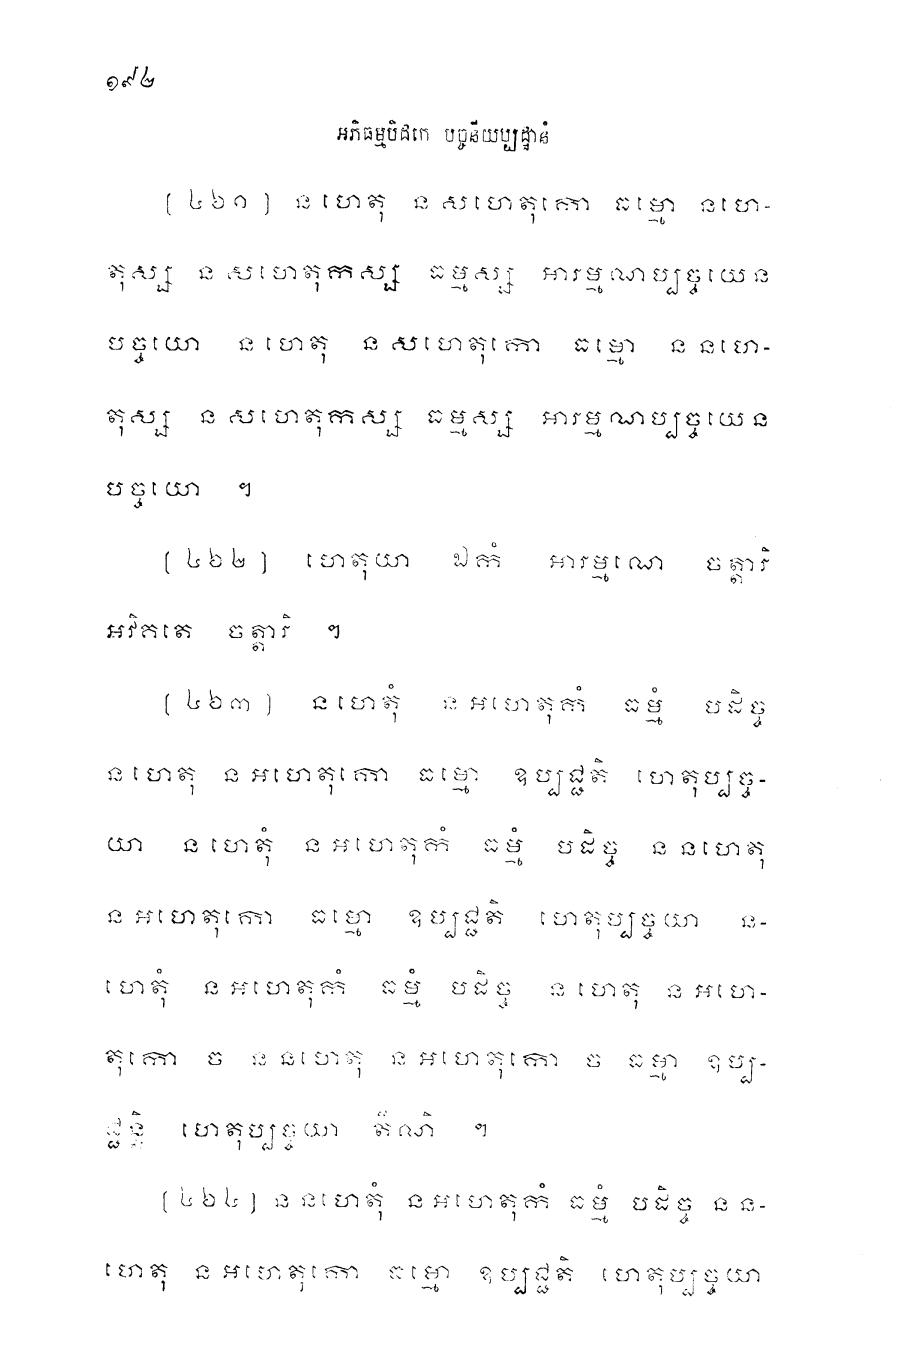 ១៩៤
អភិធម្មបិដកេ បច្ចនីយប្បដ្ឋានំ
[ ៤៦១ ] នហេតុ នសហេតុកោ ធម្មោ នហេ-
តុស្ស នសហេតុកស្ស ធម្មស្ស អារម្មណប្បច្ចយេន
បច្ចយោ នហេតុ នសហេតុកោ ធម្មោ ននហេ-
តុស្ស នសហេតុកស្ស ធម្មស្ស អារម្មណប្បច្ចយេន
បច្ចយោ ។
[ ៤៦២ ] ហេតុយា ឯកំ អារម្មណេ ចត្តារិ
អវិគតេ ចត្តារិ ។
[ ៤៦៣ ] នហេតុំ នអហេតុកំ ធម្មំ បដិច្ច
នហេតុ នអហេតុកោ ធម្មោ ឧប្បជ្ជតិ ហេតុប្បច្ច-
យា នហេតុំ នអហេតុកំ ធម្មំ បដិច្ច ននហេតុ
នអហេតុកោ ធម្មោ ឧប្បជ្ជតិ ហេតុប្បច្ចយា ន-
ហេតុំ នអហេតុកំ ធម្មំ បដិច្ច នហេតុ នអហេ-
តុកោ ច ននហេតុ នអហេតុកោ ច ធម្មា ឧប្ប-
ជ្ជន្តិ ហេតុប្បច្ចយា តីណិ ។
[ ៤៦៤ ] ននហេតុំ នអហេតុកំ ធម្មំ បដិច្ច នន-
ហេតុ នអហេតុកោ ធម្មោ ឧប្បជ្ជតិ ហេតុប្បច្ចយា